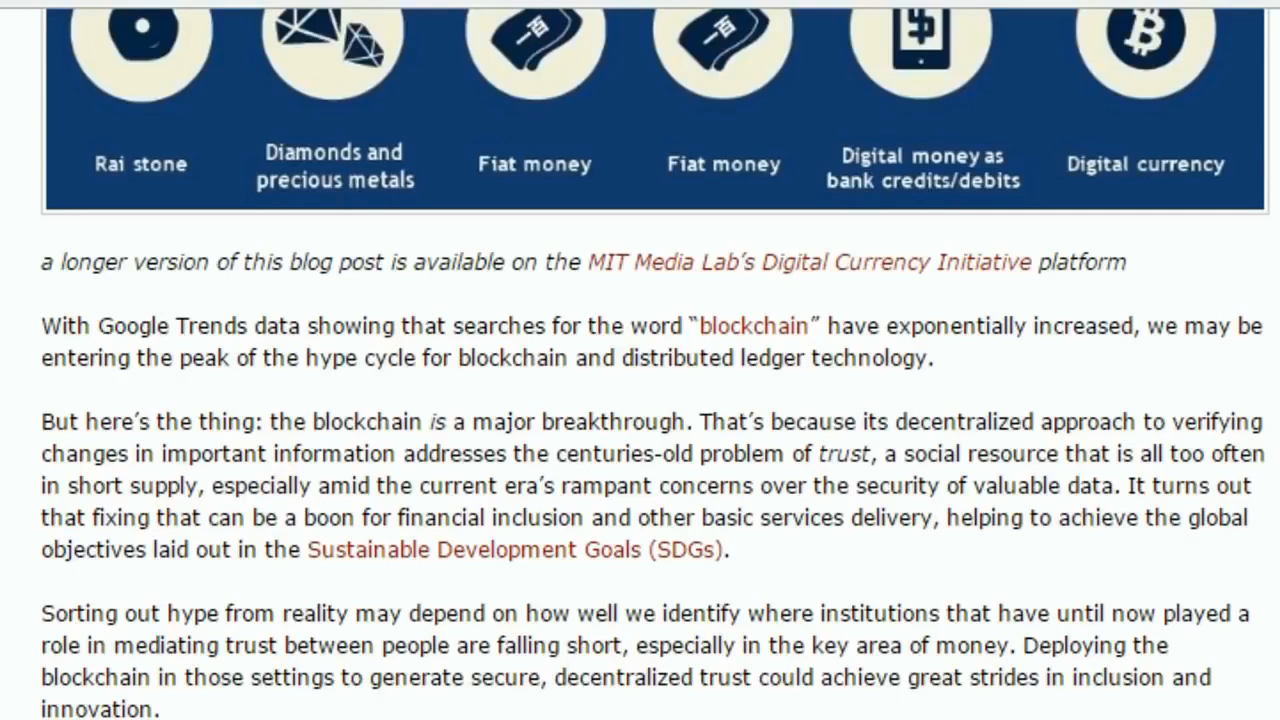 一百
一百
$
₿
Rai stone
Diamonds and
precious metals
Fiat money
Fiat money
Digital money as
bank credits/debits
Digital currency
a longer version of this blog post is available on the MIT Media Lab’s Digital Currency Initiative platform
With Google Trends data showing that searches for the word “blockchain” have exponentially increased, we may be
entering the peak of the hype cycle for blockchain and distributed ledger technology.
But here’s the thing: the blockchain is a major breakthrough. That’s because its decentralized approach to verifying
changes in important information addresses the centuries-old problem of trust, a social resource that is all too often
in short supply, especially amid the current era’s rampant concerns over the security of valuable data. It turns out
that fixing that can be a boon for financial inclusion and other basic services delivery, helping to achieve the global
objectives laid out in the Sustainable Development Goals (SDGs).
Sorting out hype from reality may depend on how well we identify where institutions that have until now played a
role in mediating trust between people are falling short, especially in the key area of money. Deploying the
blockchain in those settings to generate secure, decentralized trust could achieve great strides in inclusion and
innovation.